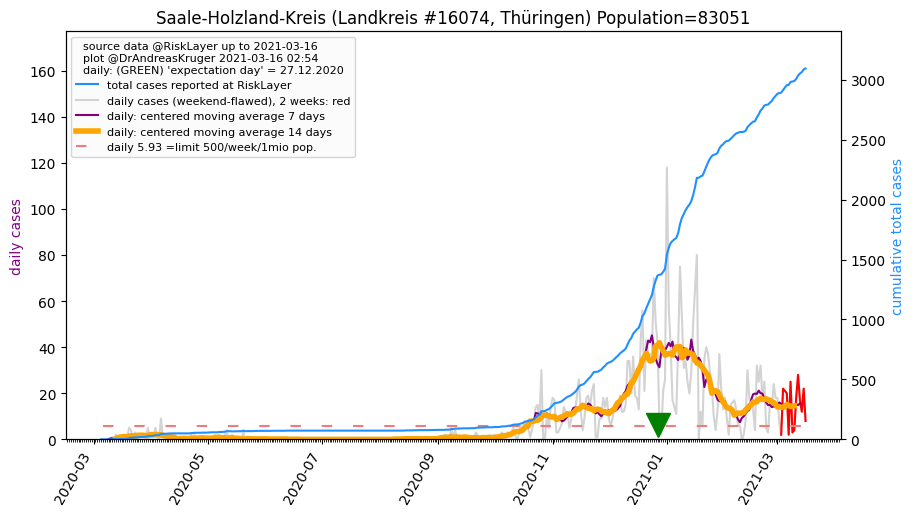 Saale-Holzland-Kreis (Landkreis #16074, Thüringen) Population=83051
source data @RiskLayer up to 2021-03-16
plot @DrAndreasKruger 2021-03-16 02:54
daily: (GREEN) 'expectation day' = 27.12.2020
total cases reported at RiskLayer
daily cases (weekend-flawed), 2 weeks: red
daily: centered moving average 7 days
daily: centered moving average 14 days
daily 5.93 =limit 500/week/1mio pop.
daily cases
160
140
120
100
80
60
40
20
0
cumulative total cases
3000
2500
2000
1500
1000
500
0
2020-03
2020-05
2020-07
2020-09
2020-11
2021-01
2021-03